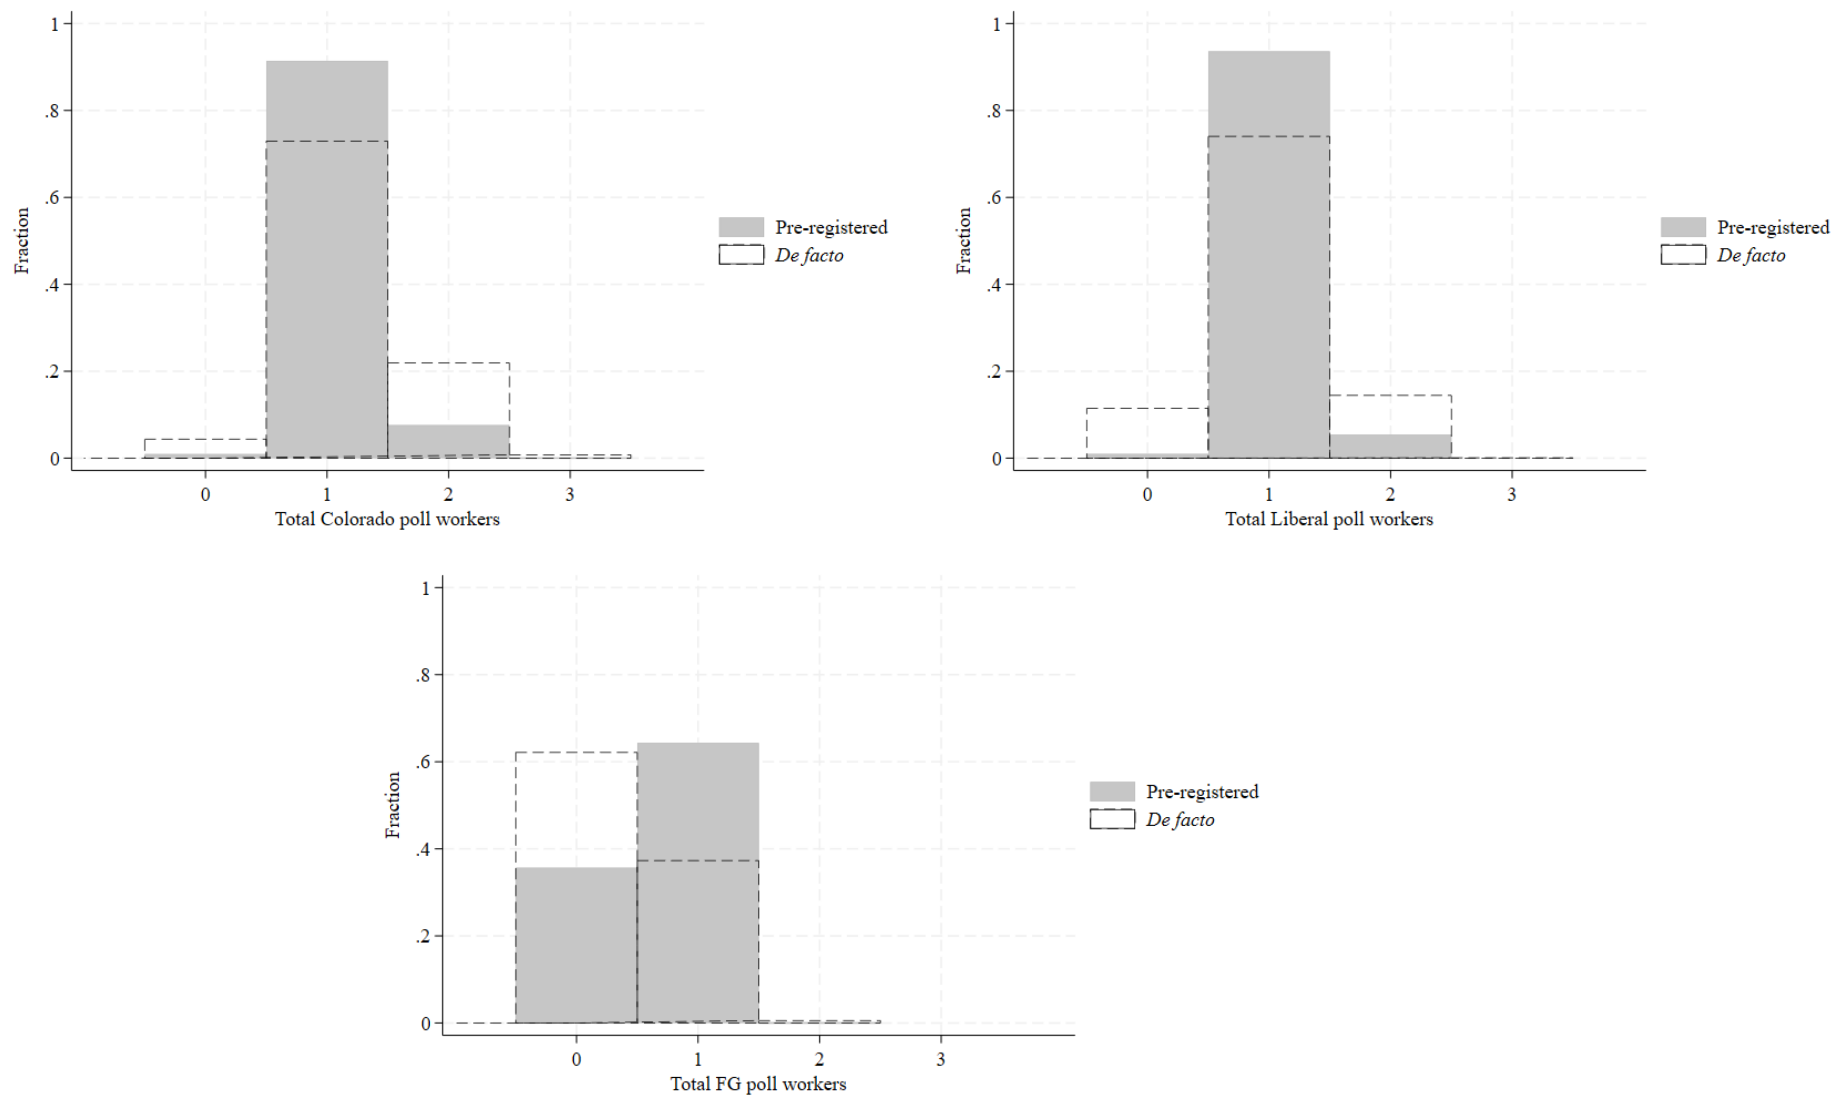 1
.8
.6
.4
.2
0
Fraction
0 1 2 3
Total Colorado poll workers
Pre-registered
De facto
1
.8
.6
.4
.2
0
Fraction
0 1 2 3
Total Liberal poll workers
Pre-registered
De facto
1
.8
.6
.4
.2
0
Fraction
0 1 2 3
Total FG poll workers
Pre-registered
De facto